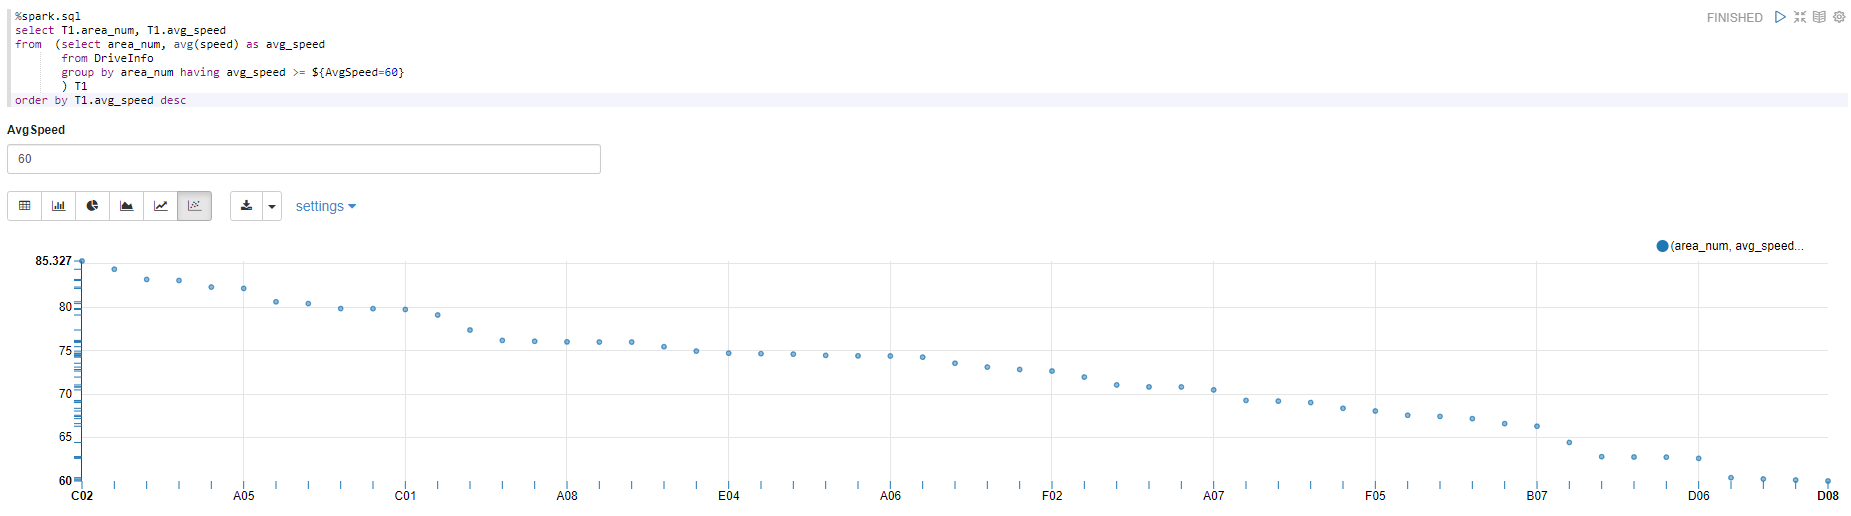 %spark.sql
FINISHED
select T1.area_num, T1.avg_speed
from  (select area_num, avg(speed) as avg_speed
from DriveInfo
group by area_num having avg_speed >= ${AvgSpeed=60}
) T1
order by T1.avg_speed desc
AvgSpeed
60
settings
(area_num, avg_speed...
85.327
80
75
70
65
60
C02 A05 C01 A08 E04 A06 F02 A07 F05 B07 D06 D08